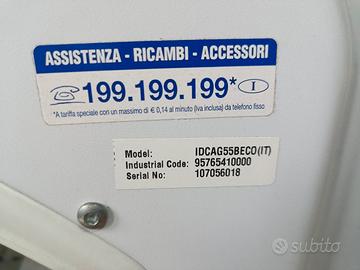 ASSISTENZA - RICAMBI - ACCESSORI
199.199.199* I
*A tariffa speciale con un massimo di € 0,14 al minuto (Iva inclusa) da telefono fisso
Model: IDCAG55BECO(IT)
Industrial Code: 95765410000
Serial No: 107056018
subito